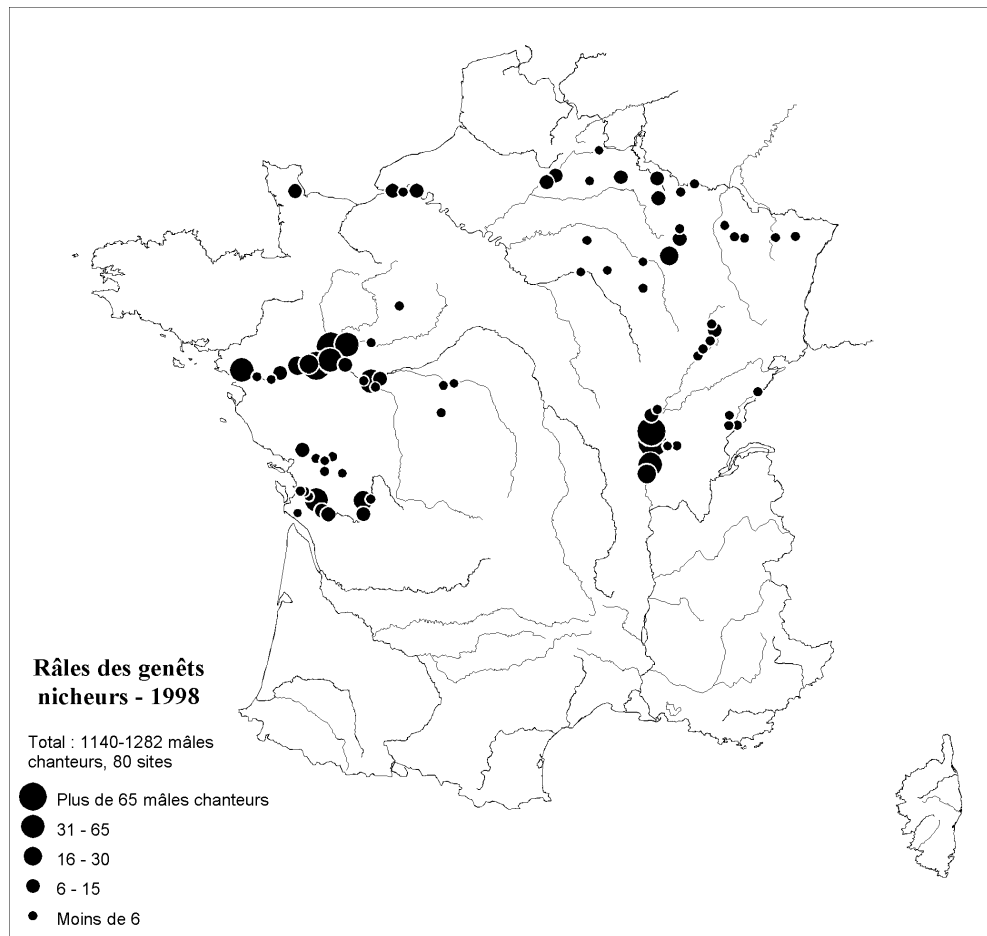 Râles des genêts
nicheurs - 1998
Total : 1140-1282 mâles
chanteurs, 80 sites
Plus de 65 mâles chanteurs
31 - 65
16 - 30
6 - 15
Moins de 6